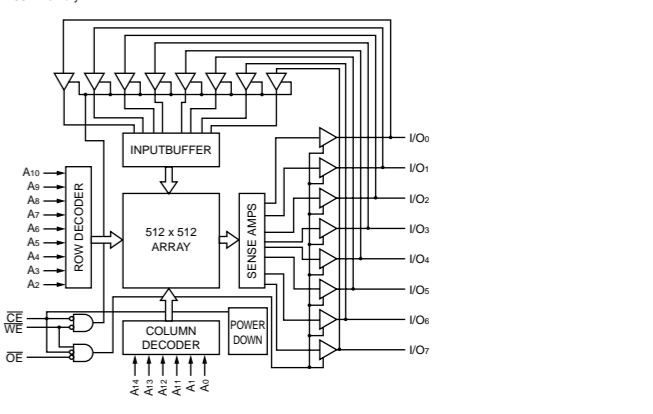 INPUTBUFFER
I/O0
I/O1
I/O2
I/O3
I/O4
I/O5
I/O6
I/O7
A10
A9
A8
A7
A6
A5
A4
A3
A2
ROW DECODER
512 x 512
ARRAY
SENSE AMPS
CE
WE
OE
COLUMN
DECODER
POWER
DOWN
A14
A13
A12
A11
A1
A0